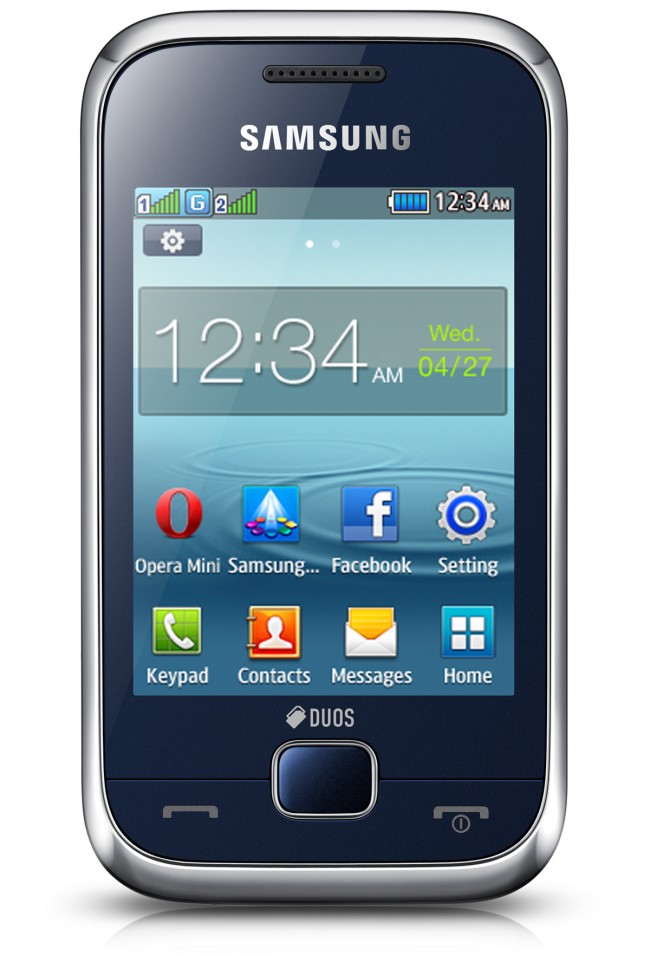 SAMSUNG
1 G 2 12:34 AM
12:34 AM
Wed.
04/27
Opera Mini Samsung... Facebook Setting
Keypad Contacts Messages Home
DUOS